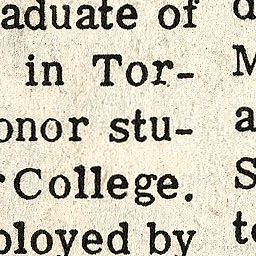 aduate of
in Tor-
onor stu-
College.
ployed by